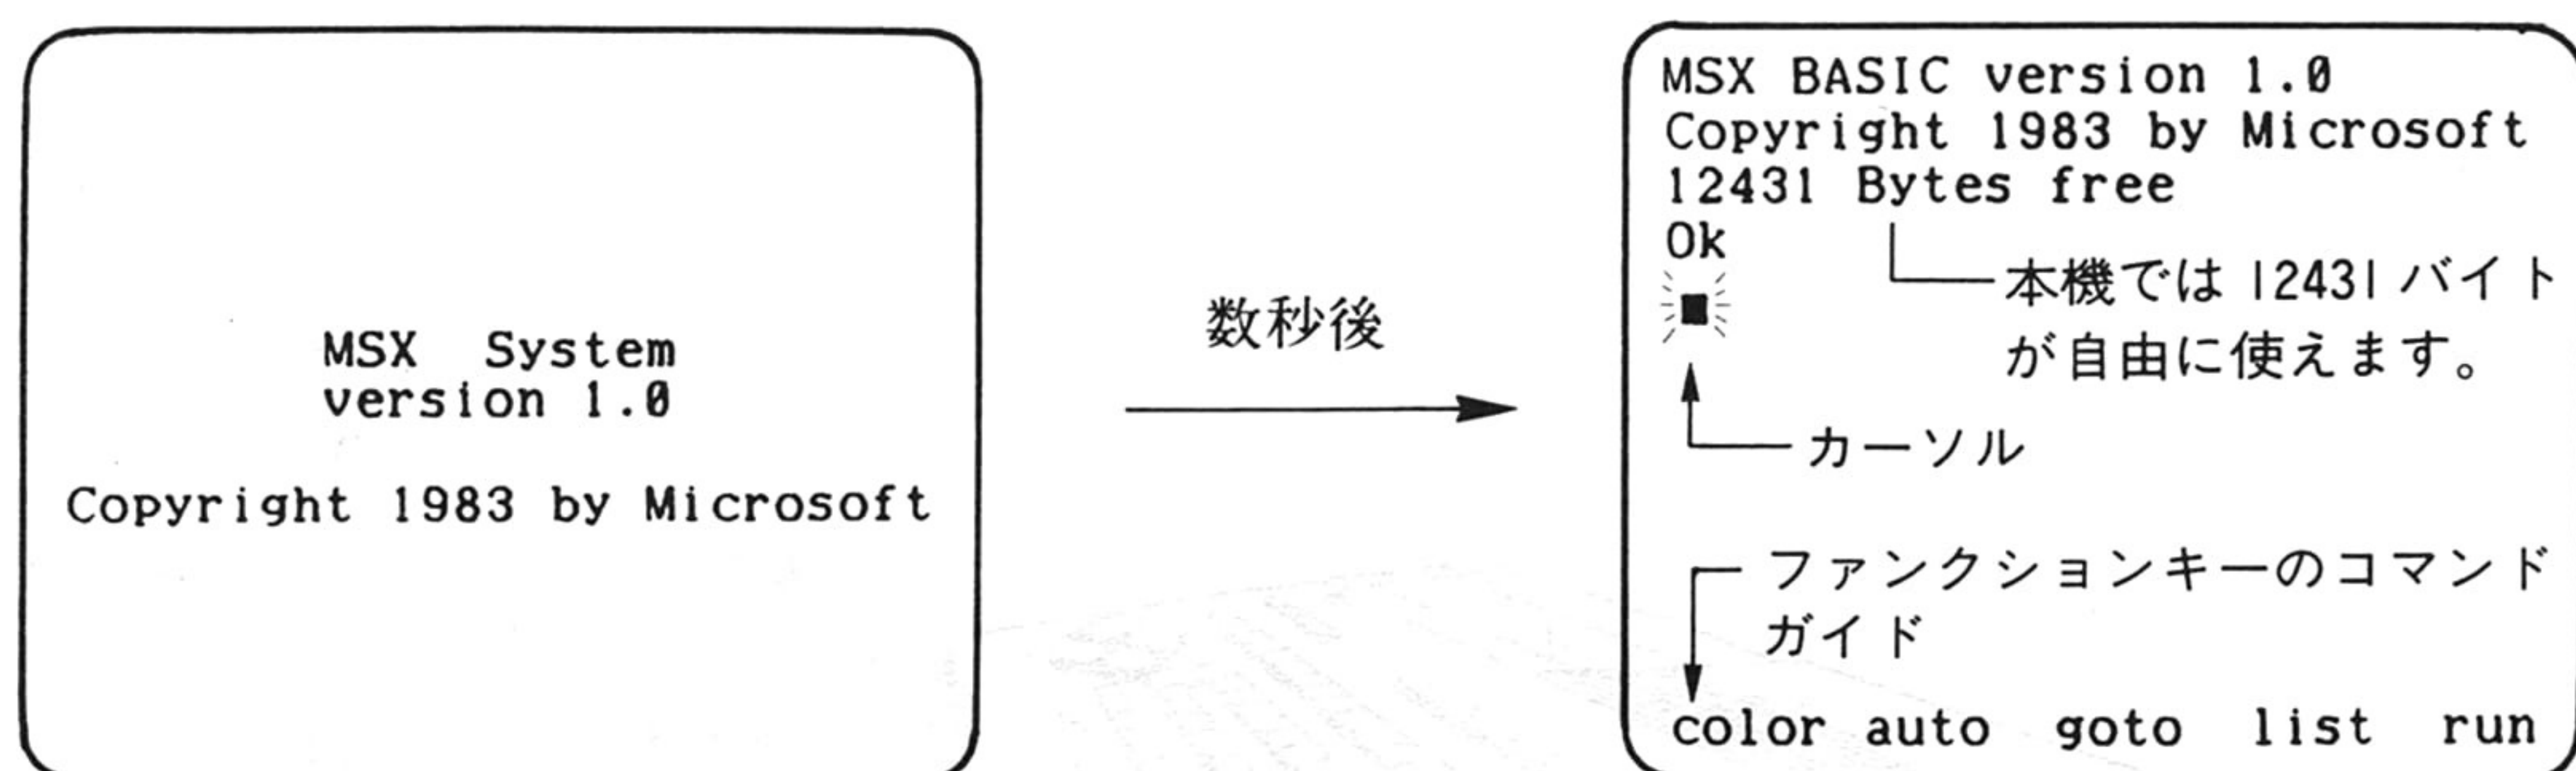 MSX System
version 1.0
Copyright 1983 by Microsoft
数秒後
MSX BASIC version 1.0
Copyright 1983 by Microsoft
12431 Bytes free
Ok
本機では12431バイト
が自由に使えます。
カーソル
ファンクションキーのコマンド
ガイド
color auto goto list run